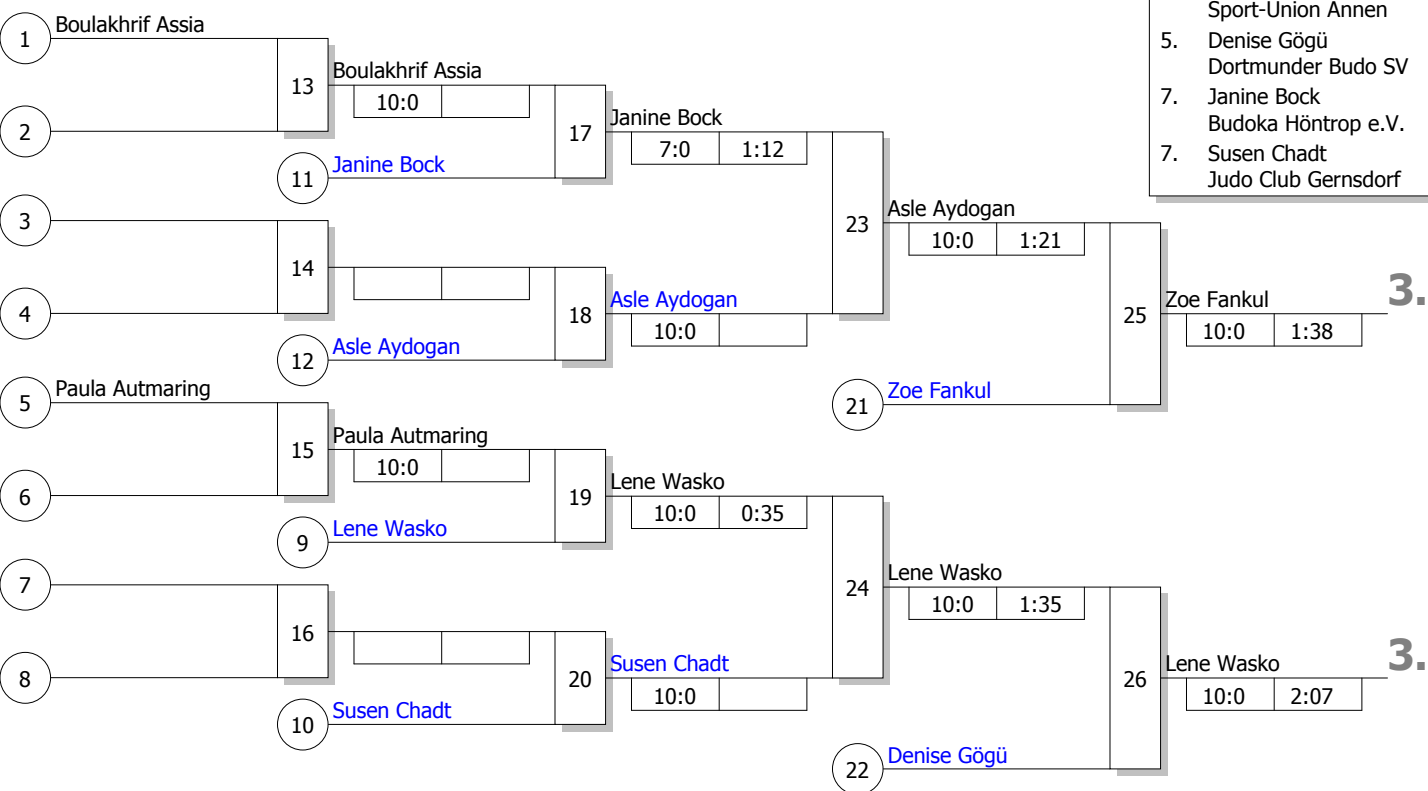 Sport-Union Annen
5. Denise Gögü
Dortmunder Budo SV
7. Janine Bock
Budoka Höntrop e.V.
7. Susen Chadt
Judo Club Gernsdorf
1 Boulakhrif Assia
2
13 Boulakhrif Assia
10:0
11 Janine Bock
17 Janine Bock
7:0 1:12
3
4
14
12 Asle Aydogan
18 Asle Aydogan
10:0
23 Asle Aydogan
10:0 1:21
21 Zoe Fankul
25 Zoe Fankul 3.
10:0 1:38
5 Paula Autmaring
6
15 Paula Autmaring
10:0
9 Lene Wasko
19 Lene Wasko
10:0 0:35
7
8
16
10 Susen Chadt
20 Susen Chadt
10:0
24 Lene Wasko
10:0 1:35
22 Denise Gögü
26 Lene Wasko 3.
10:0 2:07